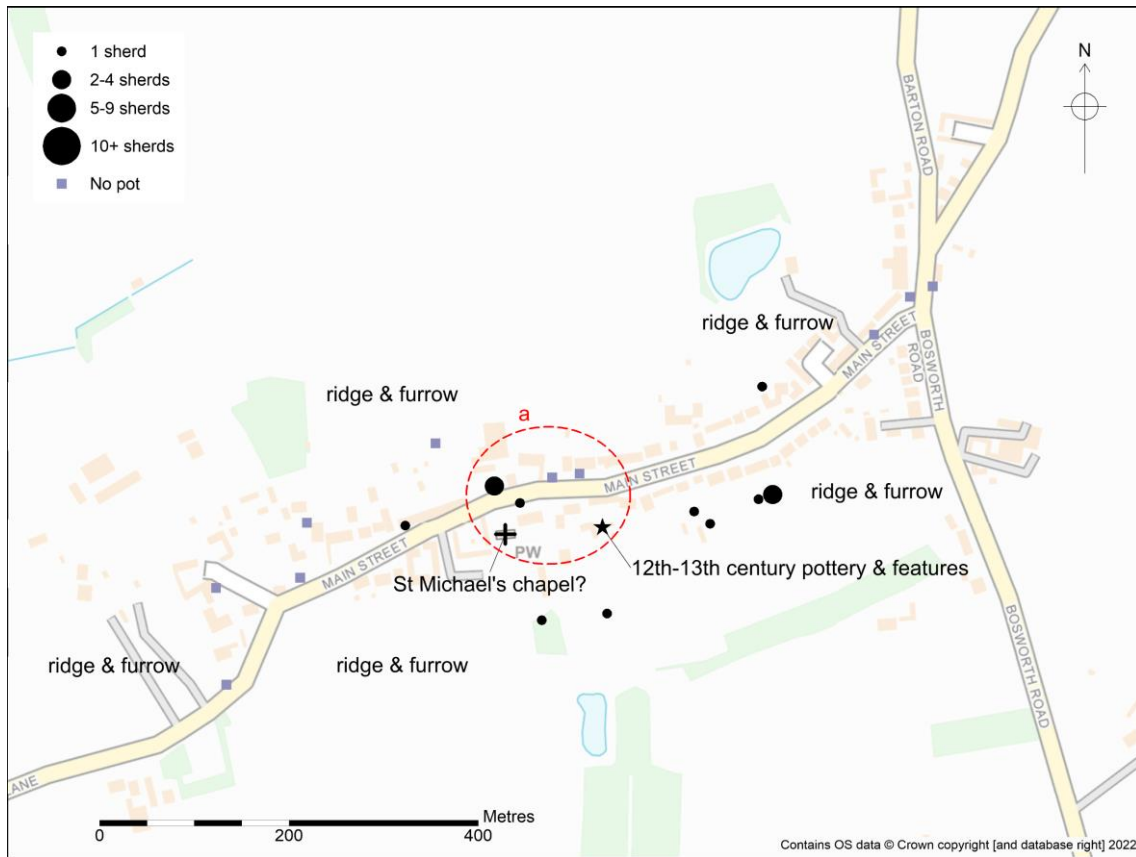 1 sherd
2-4 sherds
5-9 sherds
10+ sherds
No pot
N
BARTON ROAD
ridge & furrow
MAIN STREET
BOSWORTH
ROAD
ridge & furrow
a
MAIN STREET
ridge & furrow
MAIN STREET
PW
12th-13th century pottery & features
St Michael's chapel?
ridge & furrow
ridge & furrow
BOSWORTH ROAD
LANE
Metres
0
200
400
Contains OS data © Crown copyright [and database right] 2022